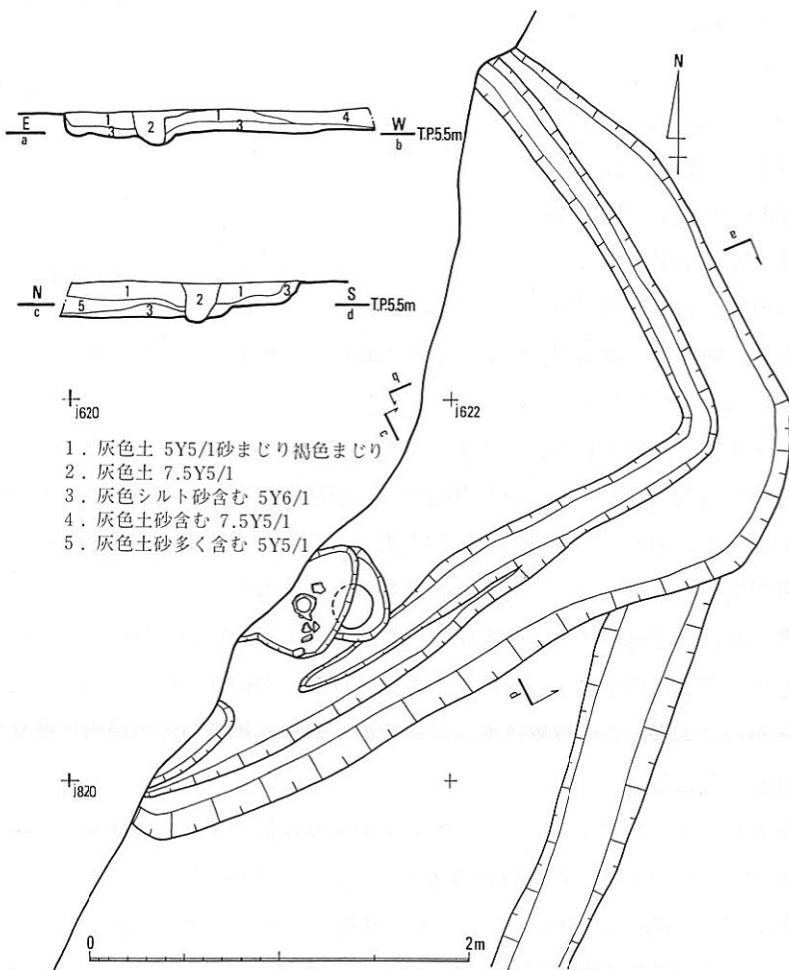 N
E
a
W
b
T.P.5.5m
1
3
2
1
3
4
a
N
c
S
d
T.P.5.5m
1
5
3
2
1
3
b
c
j620
j622
1．灰色土 5Y5/1砂まじり褐色まじり
2．灰色土 7.5Y5/1
3．灰色シルト砂含む 5Y6/1
4．灰色土砂含む 7.5Y5/1
5．灰色土砂多く含む 5Y5/1
d
j820
0
2m